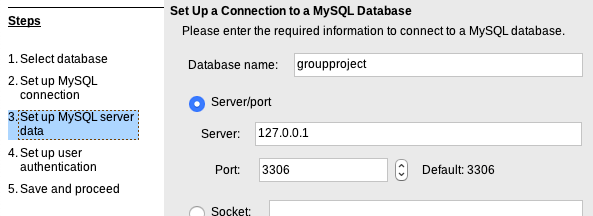 Steps
1. Select database
2. Set up MySQL
connection
3. Set up MySQL server
data
4. Set up user
authentication
5. Save and proceed
Set Up a Connection to a MySQL Database
Please enter the required information to connect to a MySQL database.
Database name: groupproject
Server/port
Server: 127.0.0.1
Port: 3306 Default: 3306
Socket: